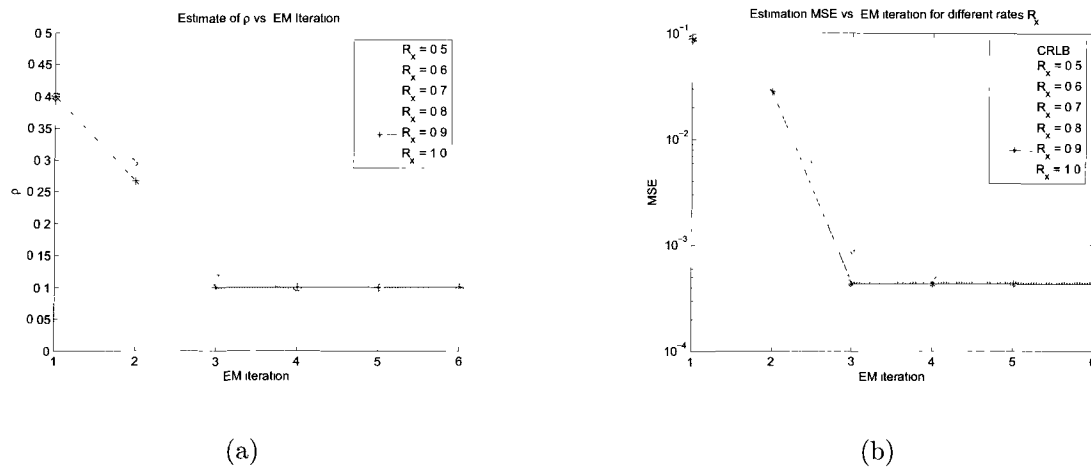 Estimate of ρ vs EM Iteration
0 5
0 4
0 35
0 3
0 25
0 2
0 15
0 1
0 05
0
ρ
1 2 3 4 5 6
EM iteration
R_x = 0 5
R_x = 0 6
R_x = 0 7
R_x = 0 8
R_x = 0 9
R_x = 1 0
(a)
Estimation MSE vs EM iteration for different rates R_x
10^−1
10^−2
10^−3
10^−4
MSE
1 2 3 4 5 6
EM iteration
CRLB
R_x = 0 5
R_x = 0 6
R_x = 0 7
R_x = 0 8
R_x = 0 9
R_x = 1 0
(b)